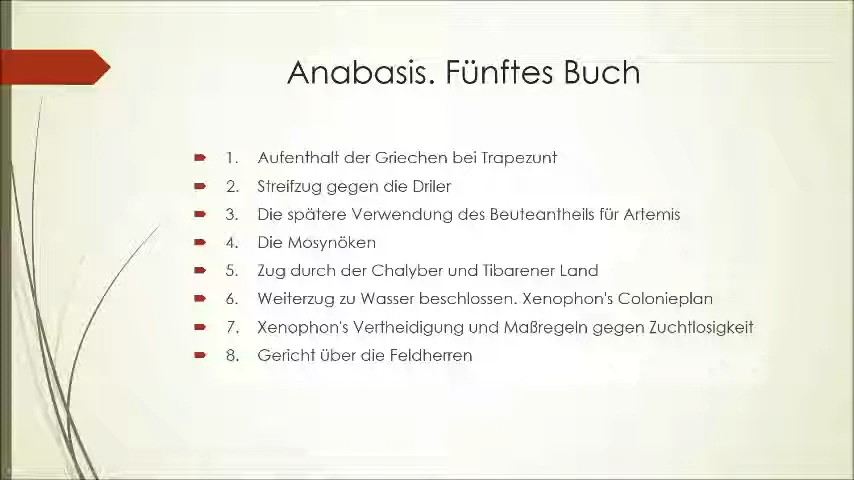 Anabasis. Fünftes Buch
1. Aufenthalt der Griechen bei Trapezunt
2. Streifzug gegen die Driler
3. Die spätere Verwendung des Beuteantheils für Artemis
4. Die Mosynöken
5. Zug durch der Chalyber und Tibarener Land
6. Weiterzug zu Wasser beschlossen. Xenophon's Colonieplan
7. Xenophon's Vertheidigung und Maßregeln gegen Zuchtlosigkeit
8. Gericht über die Feldherren